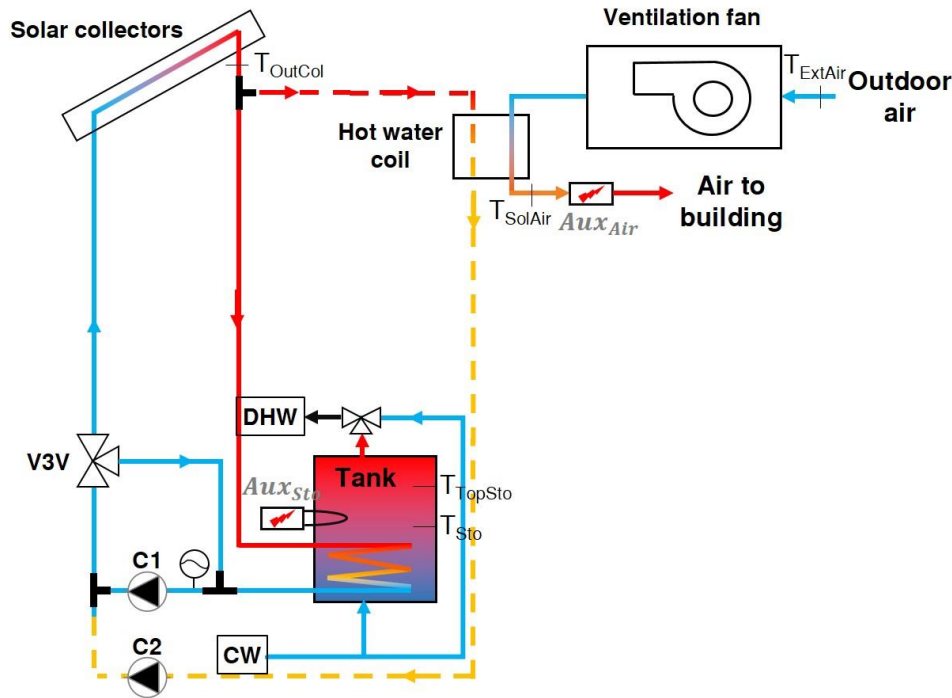 Solar collectors
Ventilation fan
T_OutCol
T_ExtAir
Outdoor
air
Hot water
coil
T_SolAir
Aux_Air
Air to
building
DHW
V3V
Tank
Aux_Sto
T_TopSto
T_Sto
C1
C2
CW